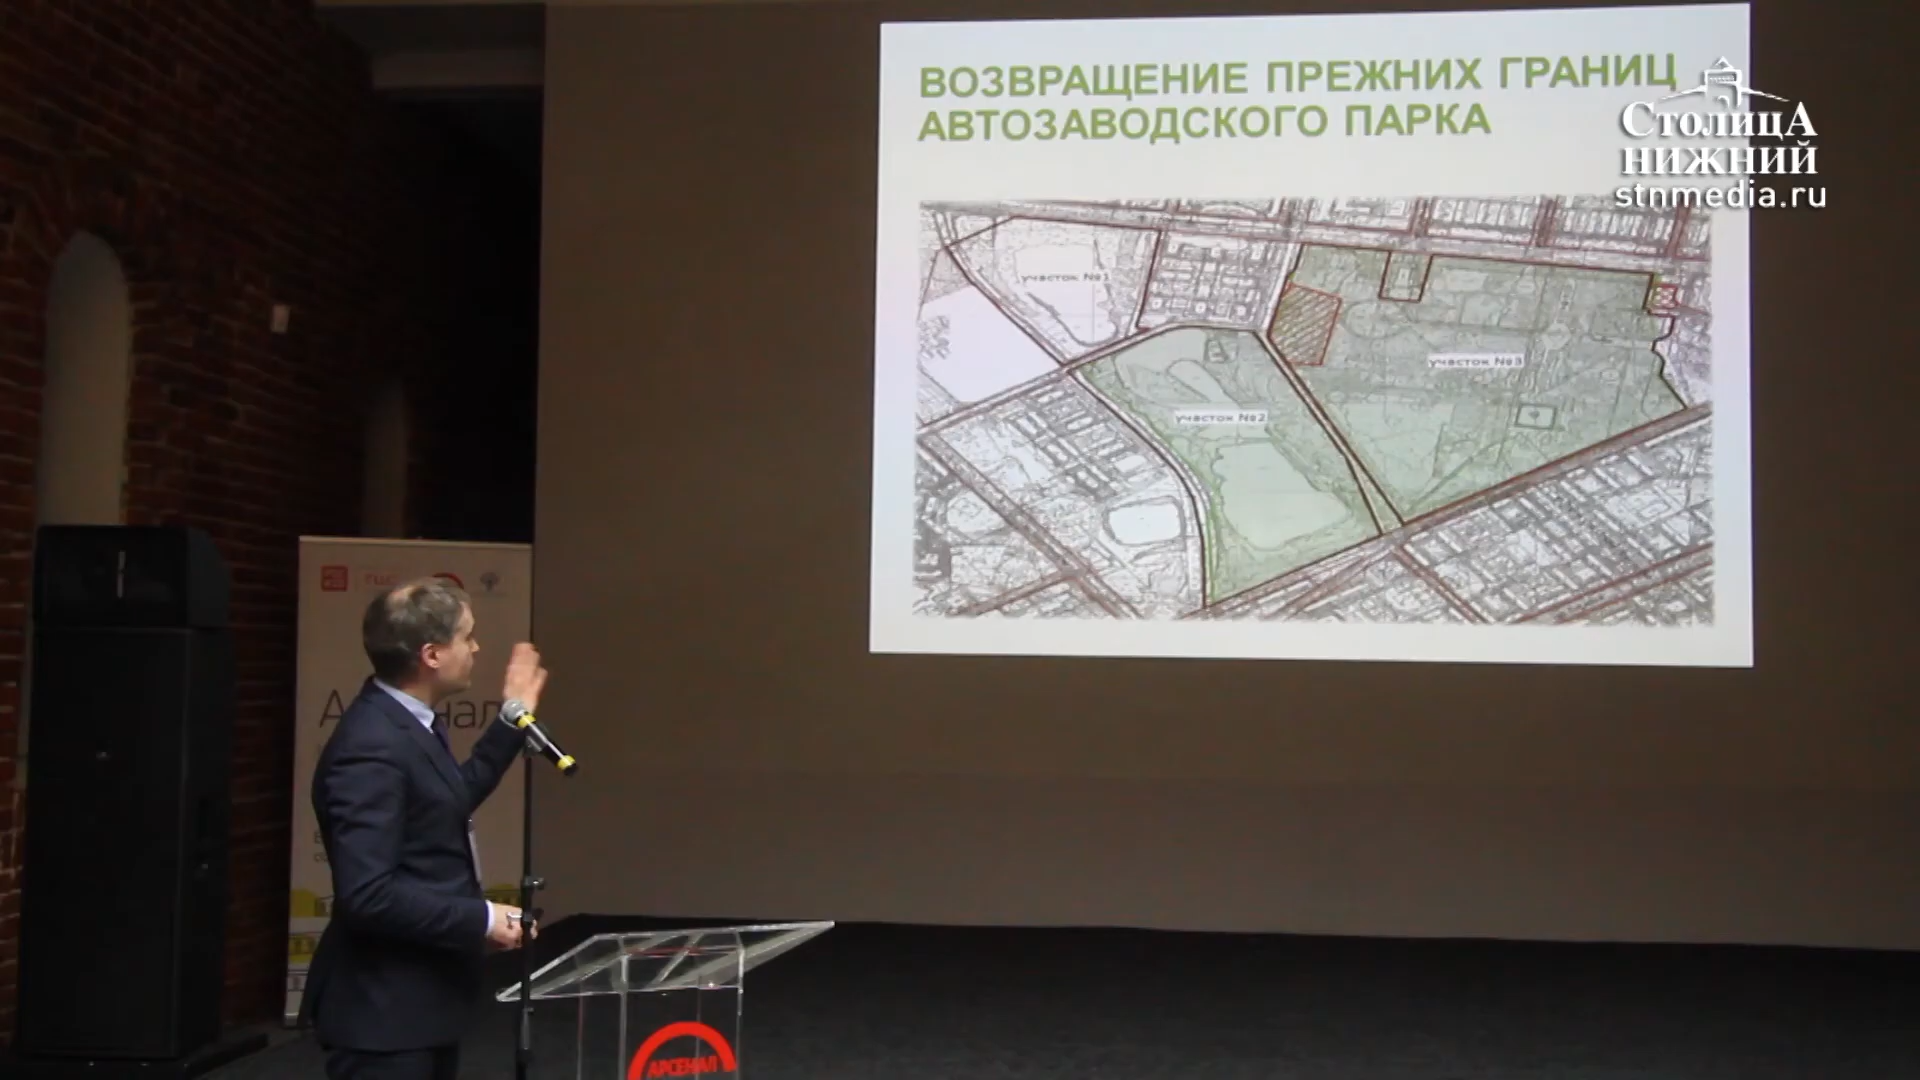 ВОЗВРАЩЕНИЕ ПРЕЖНИХ ГРАНИЦ
АВТОЗАВОДСКОГО ПАРКА
СтолицА
нижний
stnmedia.ru
участок №1
участок №3
участок №2
АРСЕНАЛ